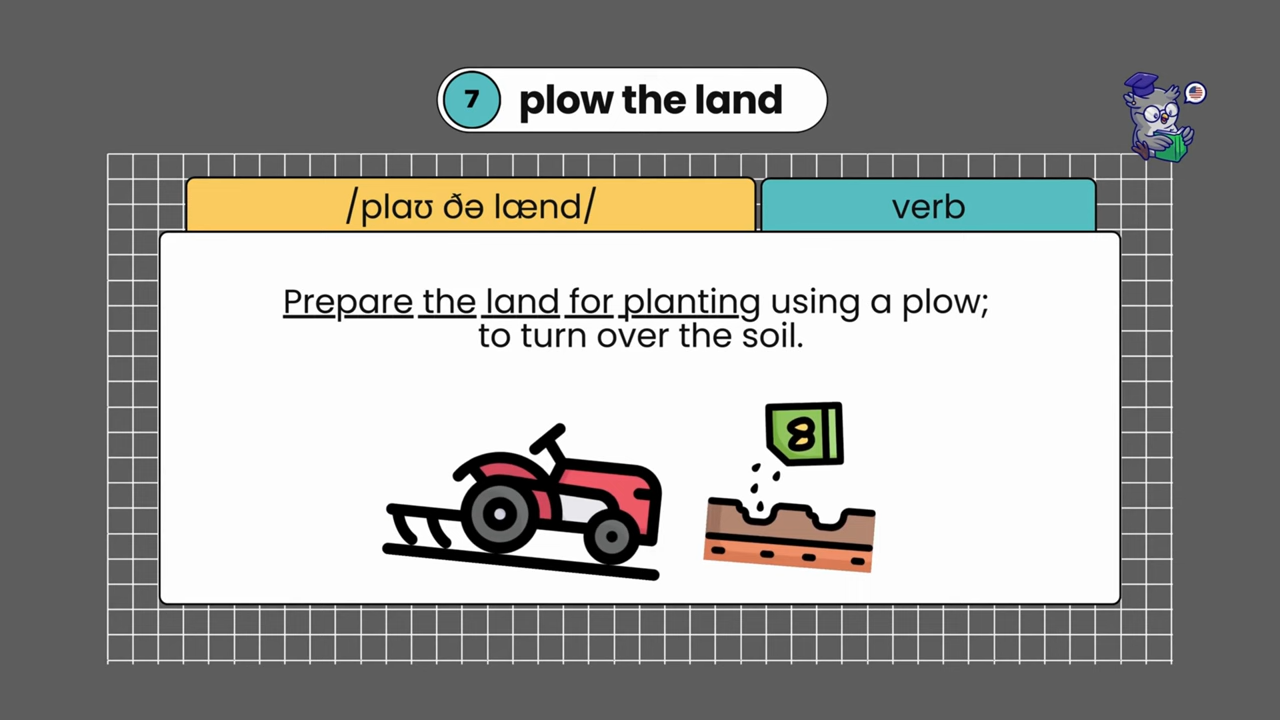 7 plow the land
/plaʊ ðə lænd/ verb
Prepare the land for planting using a plow;
to turn over the soil.